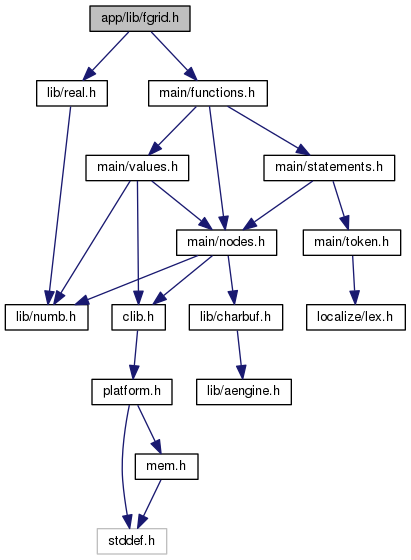 app/lib/fgrid.h
lib/real.h
main/functions.h
main/values.h
main/statements.h
main/nodes.h
main/token.h
lib/numb.h
clib.h
lib/charbuf.h
localize/lex.h
platform.h
lib/aengine.h
mem.h
stddef.h